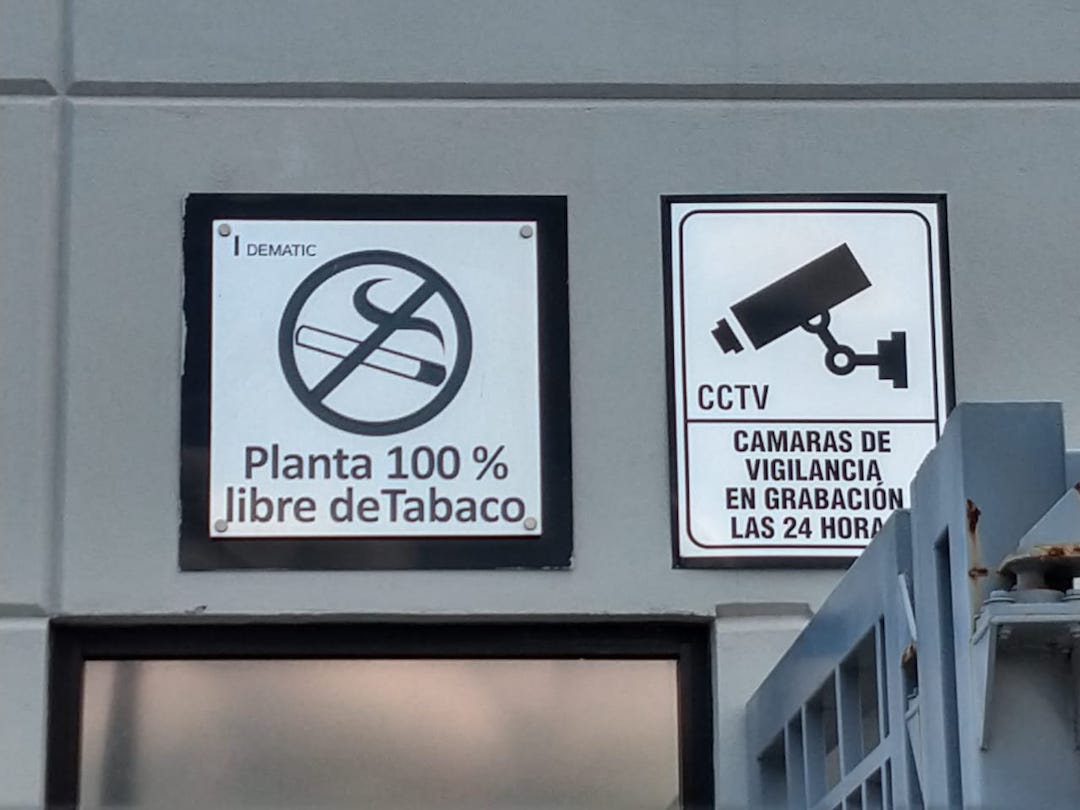 DEMATIC
Planta 100 %
libre deTabaco
CCTV
CAMARAS DE
VIGILANCIA
EN GRABACIÓN
LAS 24 HORA